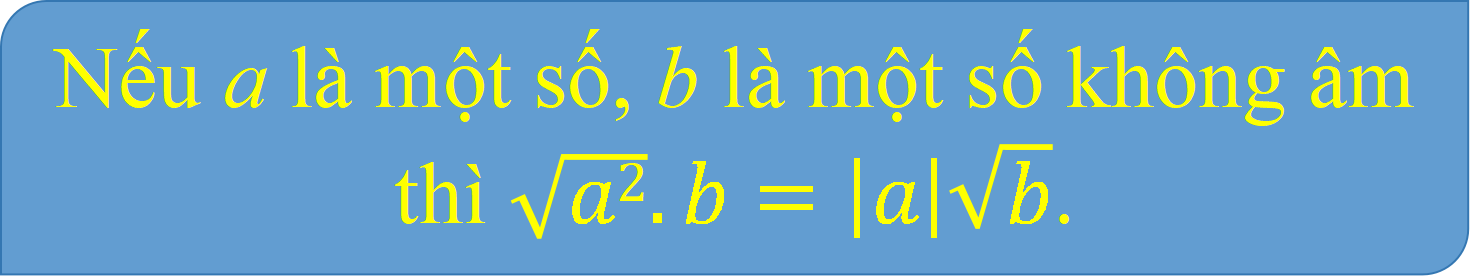 Nếu a là một số, b là một số không âm
thì √a². b = |a|√b.